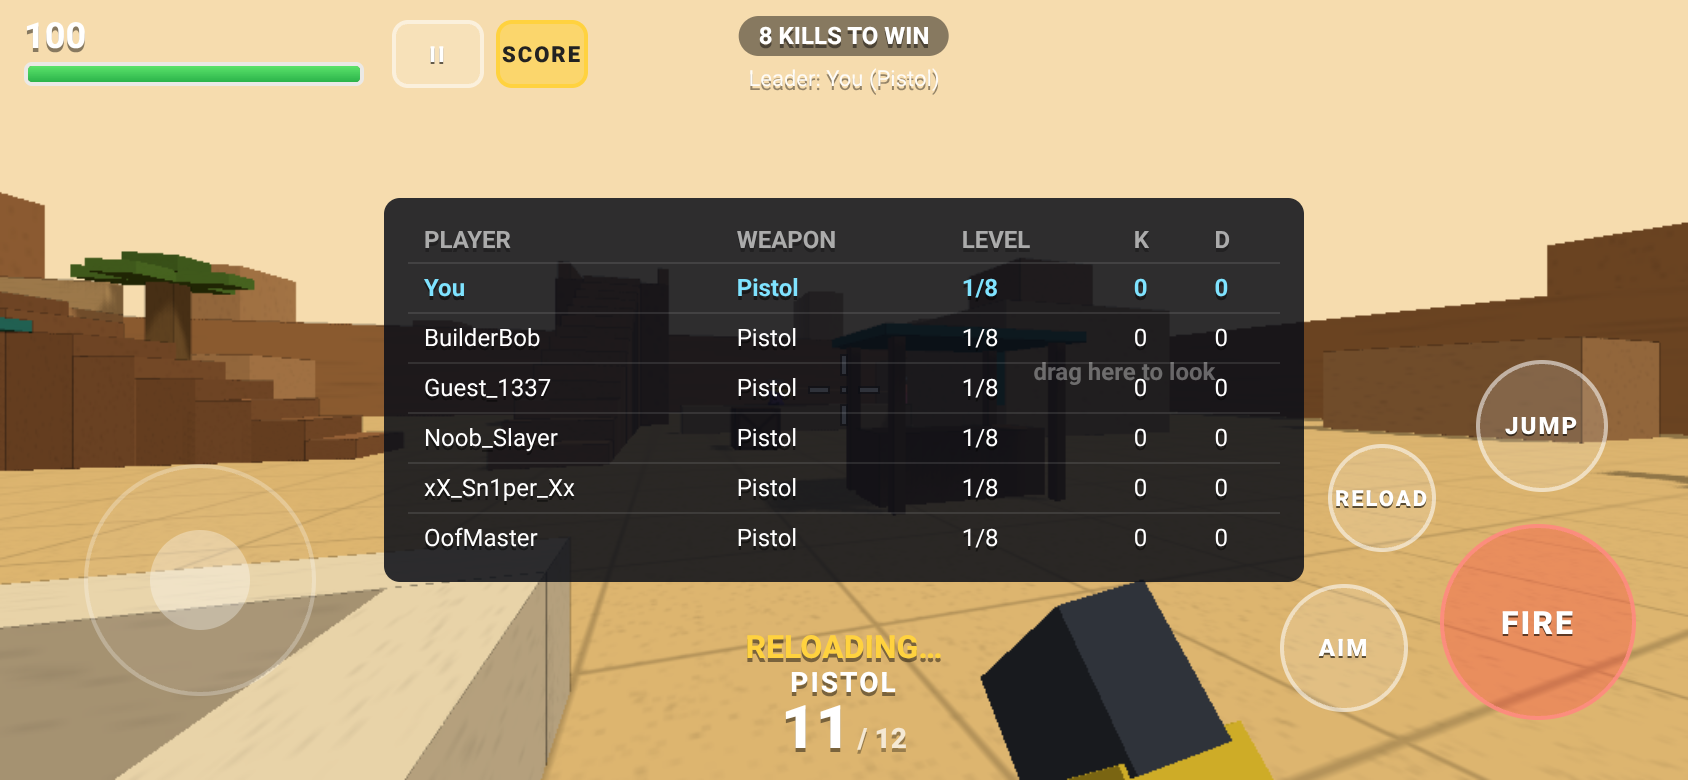 100
II
SCORE
8 KILLS TO WIN
Leader: You (Pistol)
PLAYER WEAPON LEVEL K D
You Pistol 1/8 0 0
BuilderBob Pistol 1/8 0 0
drag here to look
Guest_1337 Pistol 1/8 0 0
Noob_Slayer Pistol 1/8 0 0
xX_Sn1per_Xx Pistol 1/8 0 0
OofMaster Pistol 1/8 0 0
JUMP
RELOAD
FIRE
AIM
RELOADING...
PISTOL
11 / 12